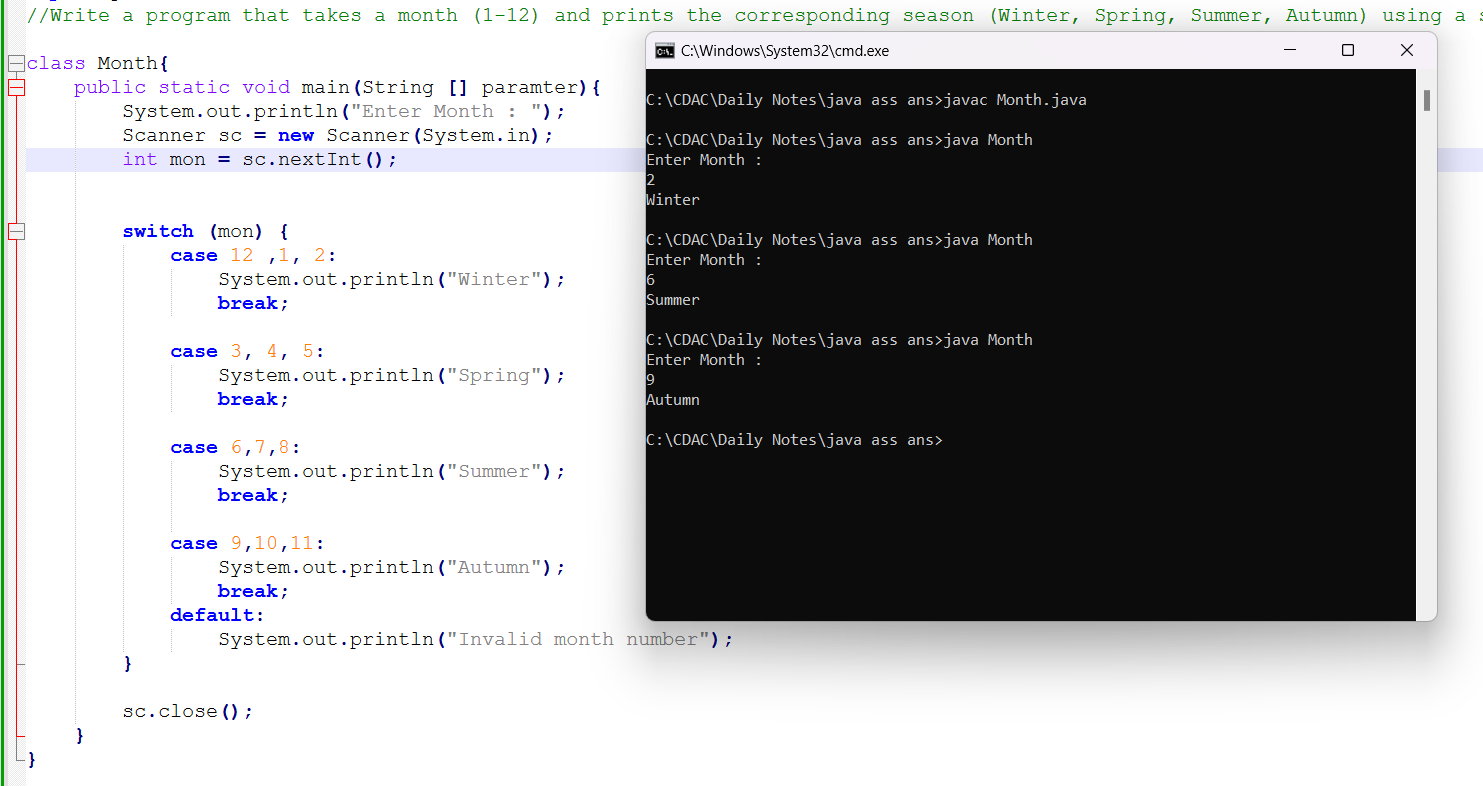 //Write a program that takes a month (1-12) and prints the corresponding season (Winter, Spring, Summer, Autumn) using a
class Month{
public static void main(String [] paramter){
System.out.println("Enter Month : ");
Scanner sc = new Scanner(System.in);
int mon = sc.nextInt();
switch (mon) {
case 12 ,1, 2:
System.out.println("Winter");
break;
case 3, 4, 5:
System.out.println("Spring");
break;
case 6,7,8:
System.out.println("Summer");
break;
case 9,10,11:
System.out.println("Autumn");
break;
default:
System.out.println("Invalid month number");
}
sc.close();
}
}
C:\Windows\System32\cmd.exe
C:\CDAC\Daily Notes\java ass ans>javac Month.java
C:\CDAC\Daily Notes\java ass ans>java Month
Enter Month :
2
Winter
C:\CDAC\Daily Notes\java ass ans>java Month
Enter Month :
6
Summer
C:\CDAC\Daily Notes\java ass ans>java Month
Enter Month :
9
Autumn
C:\CDAC\Daily Notes\java ass ans>